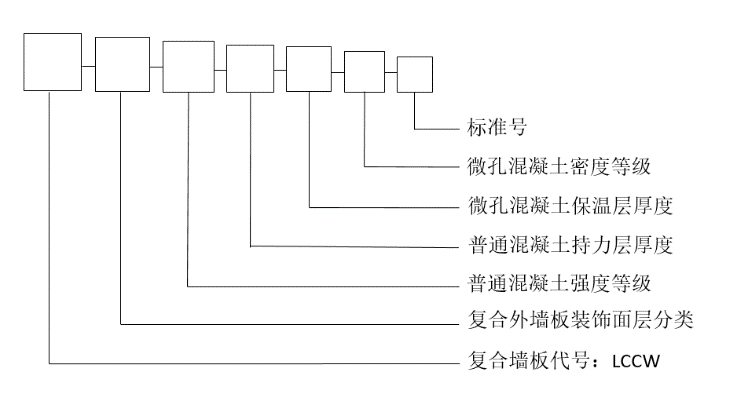 标准号
微孔混凝土密度等级
微孔混凝土保温层厚度
普通混凝土持力层厚度
普通混凝土强度等级
复合外墙板装饰面层分类
复合墙板代号：LCCW